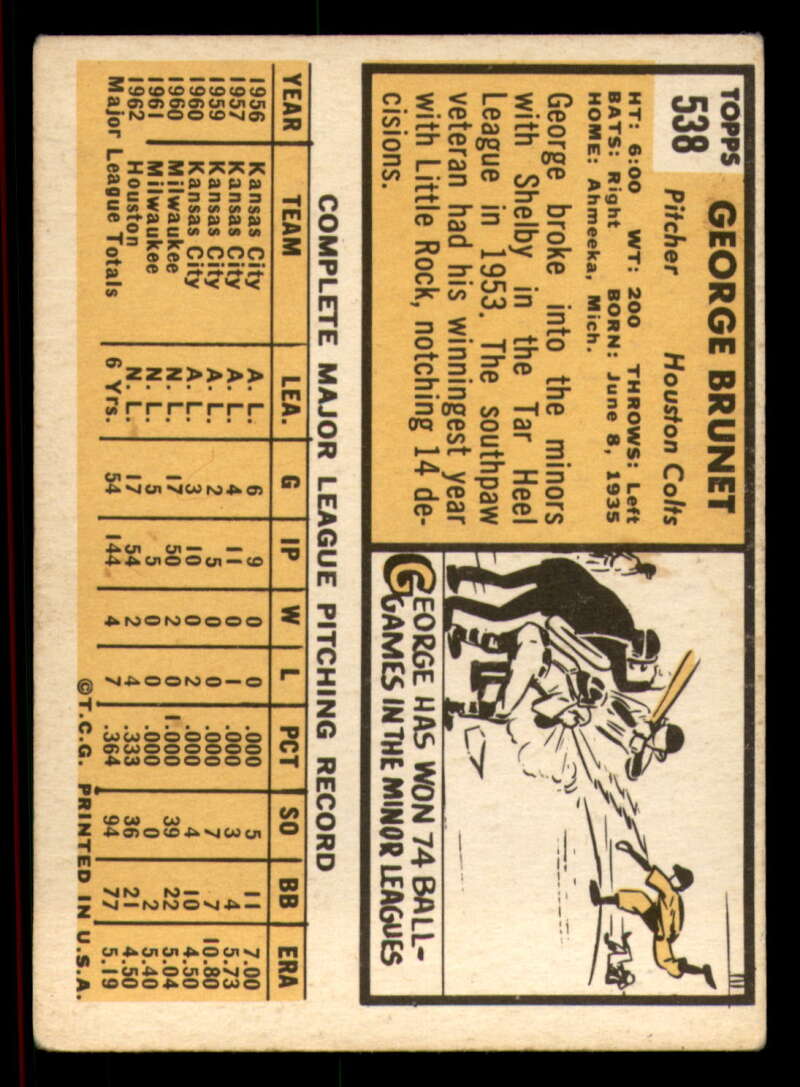 TOPPS
538
GEORGE BRUNET
Pitcher Houston Colts
HT: 6:00 WT: 200 THROWS: Left
BATS: Right BORN: June 8, 1935
HOME: Ahmeeka, Mich.
George broke into the minors
with Shelby in the Tar Heel
League in 1953. The southpaw
veteran had his winningest year
with Little Rock, notching 14 de-
cisions.
GEORGE HAS WON 74 BALL-
GAMES IN THE MINOR LEAGUES
COMPLETE MAJOR LEAGUE PITCHING RECORD
YEAR TEAM LEA. G IP W L PCT SO BB ERA
1956 Kansas City A. L. 6 9 0 0 .000 5 11 7.00
1957 Kansas City A. L. 4 11 0 1 .000 3 4 5.73
1959 Kansas City A. L. 2 5 0 0 .000 7 7 10.80
1960 Kansas City A. L. 3 10 0 2 .000 4 10 4.50
1960 Milwaukee N. L. 17 50 2 0 1.000 39 22 5.04
1961 Milwaukee N. L. 5 5 0 0 .000 0 2 5.40
1962 Houston N. L. 17 54 2 4 .333 36 21 4.50
Major League Totals 6 Yrs. 54 144 4 7 .364 94 77 5.19
©T.C.G. PRINTED IN U.S.A.